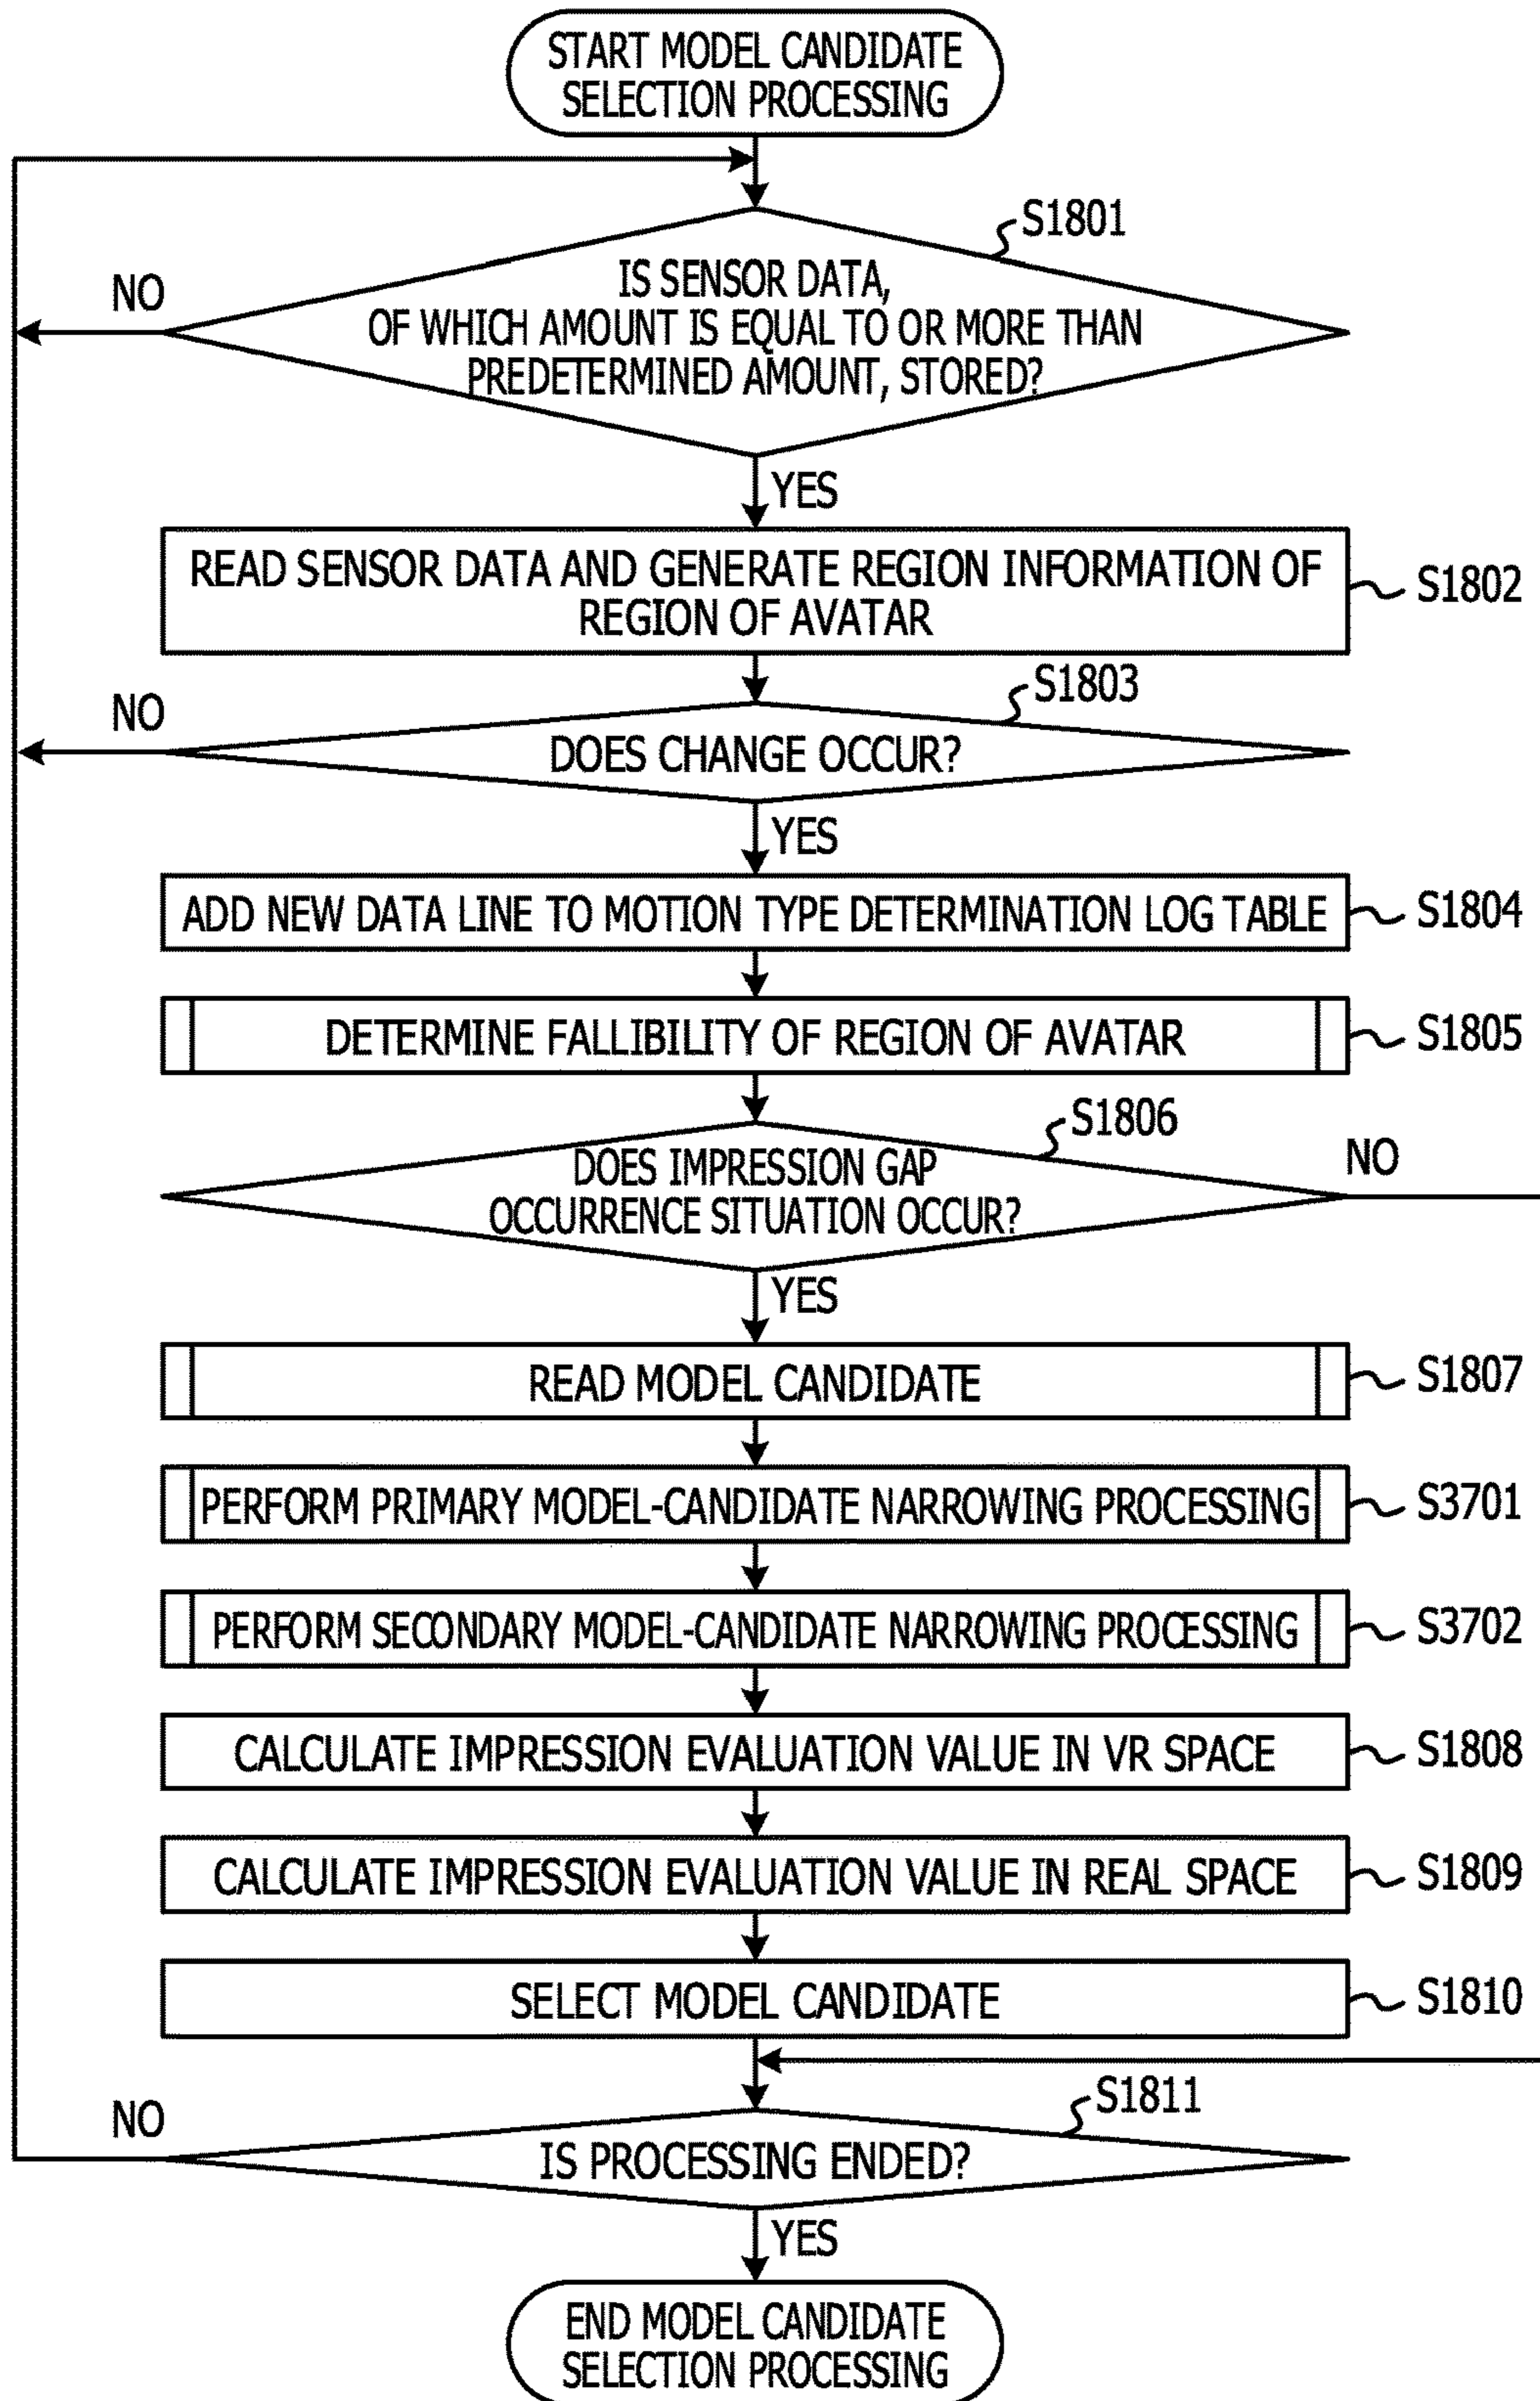 START MODEL CANDIDATE
SELECTION PROCESSING
S1801
NO
IS SENSOR DATA,
OF WHICH AMOUNT IS EQUAL TO OR MORE THAN
PREDETERMINED AMOUNT, STORED?
YES
READ SENSOR DATA AND GENERATE REGION INFORMATION OF
REGION OF AVATAR
S1802
S1803
NO
DOES CHANGE OCCUR?
YES
ADD NEW DATA LINE TO MOTION TYPE DETERMINATION LOG TABLE
S1804
DETERMINE FALLIBILITY OF REGION OF AVATAR
S1805
S1806
NO
DOES IMPRESSION GAP
OCCURRENCE SITUATION OCCUR?
YES
READ MODEL CANDIDATE
S1807
PERFORM PRIMARY MODEL-CANDIDATE NARROWING PROCESSING
S3701
PERFORM SECONDARY MODEL-CANDIDATE NARROWING PROCESSING
S3702
CALCULATE IMPRESSION EVALUATION VALUE IN VR SPACE
S1808
CALCULATE IMPRESSION EVALUATION VALUE IN REAL SPACE
S1809
SELECT MODEL CANDIDATE
S1810
S1811
NO
IS PROCESSING ENDED?
YES
END MODEL CANDIDATE
SELECTION PROCESSING